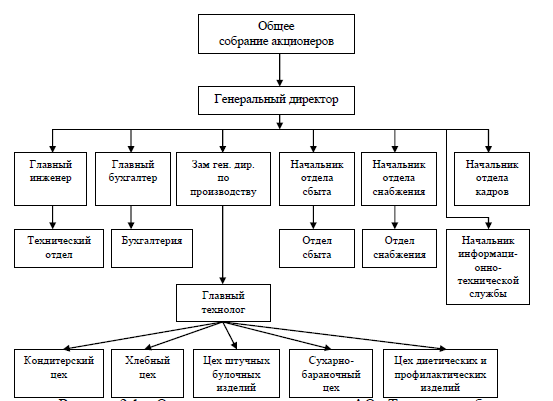 Общее
собрание акционеров
Генеральный директор
Главный
инженер
Главный
бухгалтер
Зам ген. дир.
по
производству
Начальник
отдела
сбыта
Начальник
отдела
снабжения
Начальник
отдела
кадров
Технический
отдел
Бухгалтерия
Отдел
сбыта
Отдел
снабжения
Начальник
информаци-
онно-
технической
службы
Главный
технолог
Кондитерский
цех
Хлебный
цех
Цех штучных
булочных
изделий
Сухарно-
бараночный
цех
Цех диетических и
профилактических
изделий